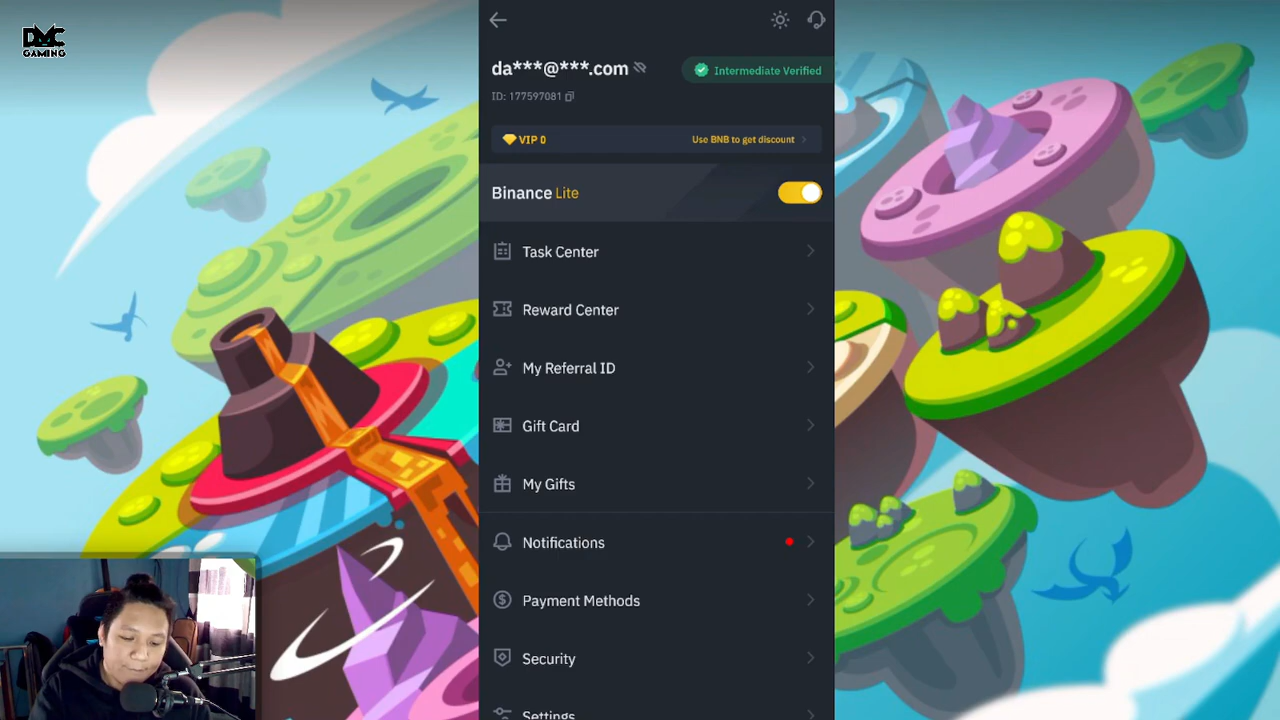 DMC
GAMING
da***@***.com
Intermediate Verified
ID: 177597081
VIP 0
Use BNB to get discount
Binance Lite
Task Center
Reward Center
My Referral ID
Gift Card
My Gifts
Notifications
Payment Methods
Security
Settings